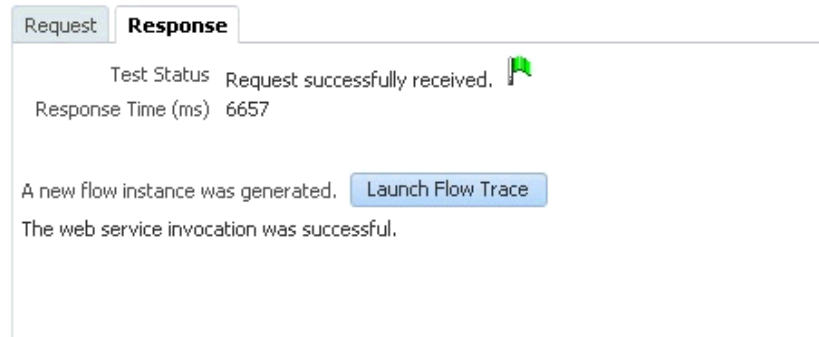 Request Response
Test Status Request successfully received.
Response Time (ms) 6657
A new flow instance was generated. Launch Flow Trace
The web service invocation was successful.